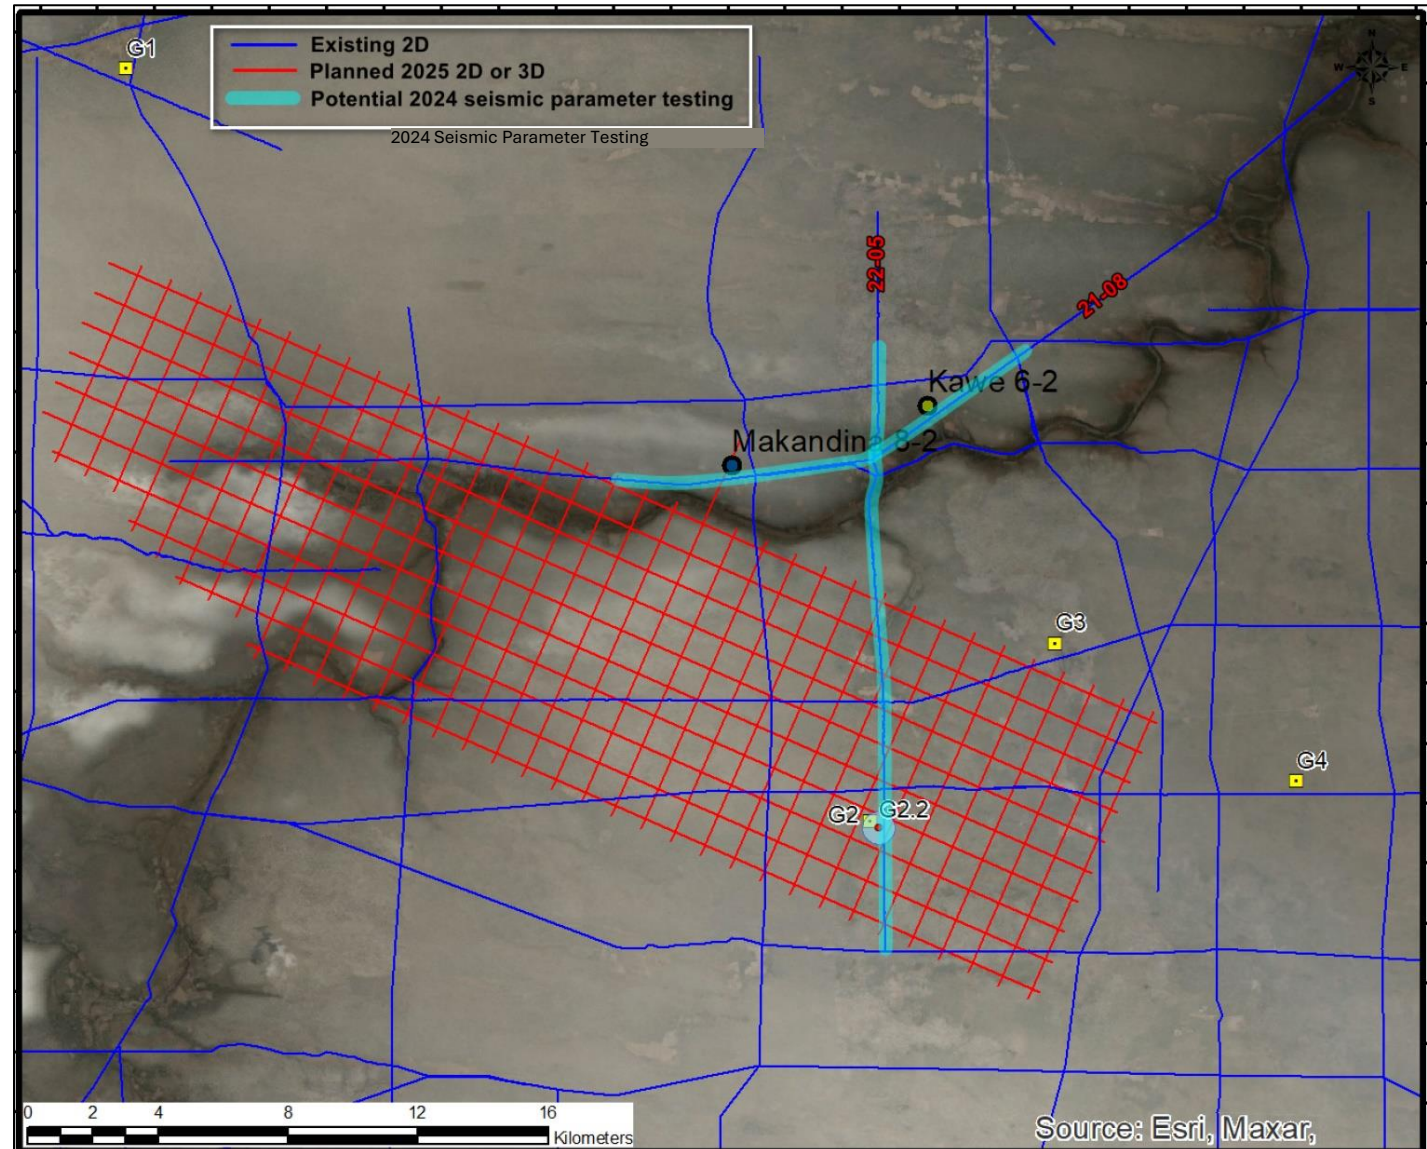 G1
Existing 2D
Planned 2025 2D or 3D
Potential 2024 seismic parameter testing
2024 Seismic Parameter Testing
N
W E
S
22-05
21-08
Kawe 6-2
Makandina 8-2
G3
G4
G2 G2.2
0 2 4 8 12 16
Kilometers
Source: Esri, Maxar,